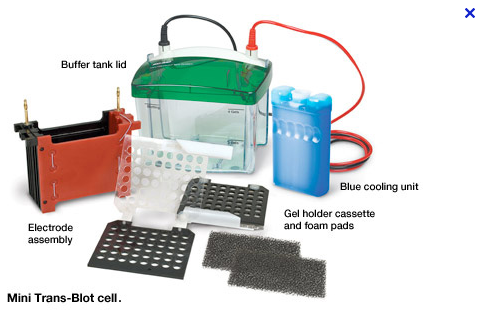 Buffer tank lid
Blue cooling unit
Gel holder cassette
and foam pads
Electrode
assembly
Mini Trans-Blot cell.